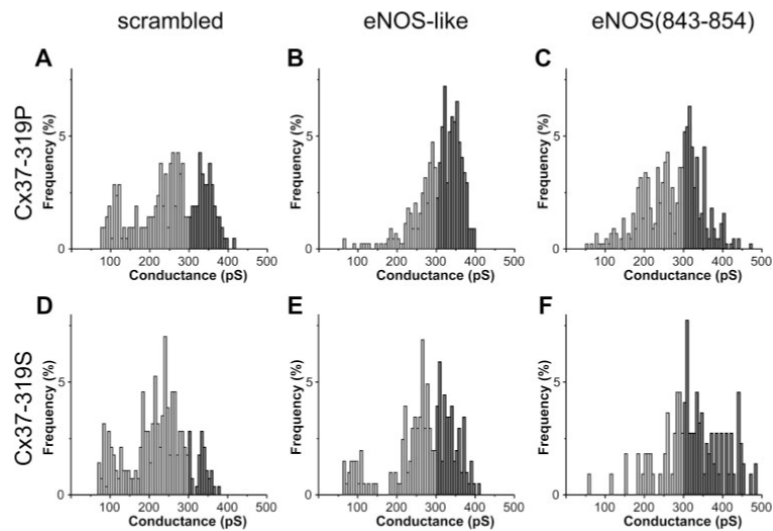 scrambled
eNOS-like
eNOS(843-854)
Cx37-319P
A
Frequency (%)
5
0
100 200 300 400 500
Conductance (pS)
B
Frequency (%)
5
0
100 200 300 400 500
Conductance (pS)
C
Frequency (%)
5
0
100 200 300 400 500
Conductance (pS)
Cx37-319S
D
Frequency (%)
5
0
100 200 300 400 500
Conductance (pS)
E
Frequency (%)
5
0
100 200 300 400 500
Conductance (pS)
F
Frequency (%)
5
0
100 200 300 400 500
Conductance (pS)